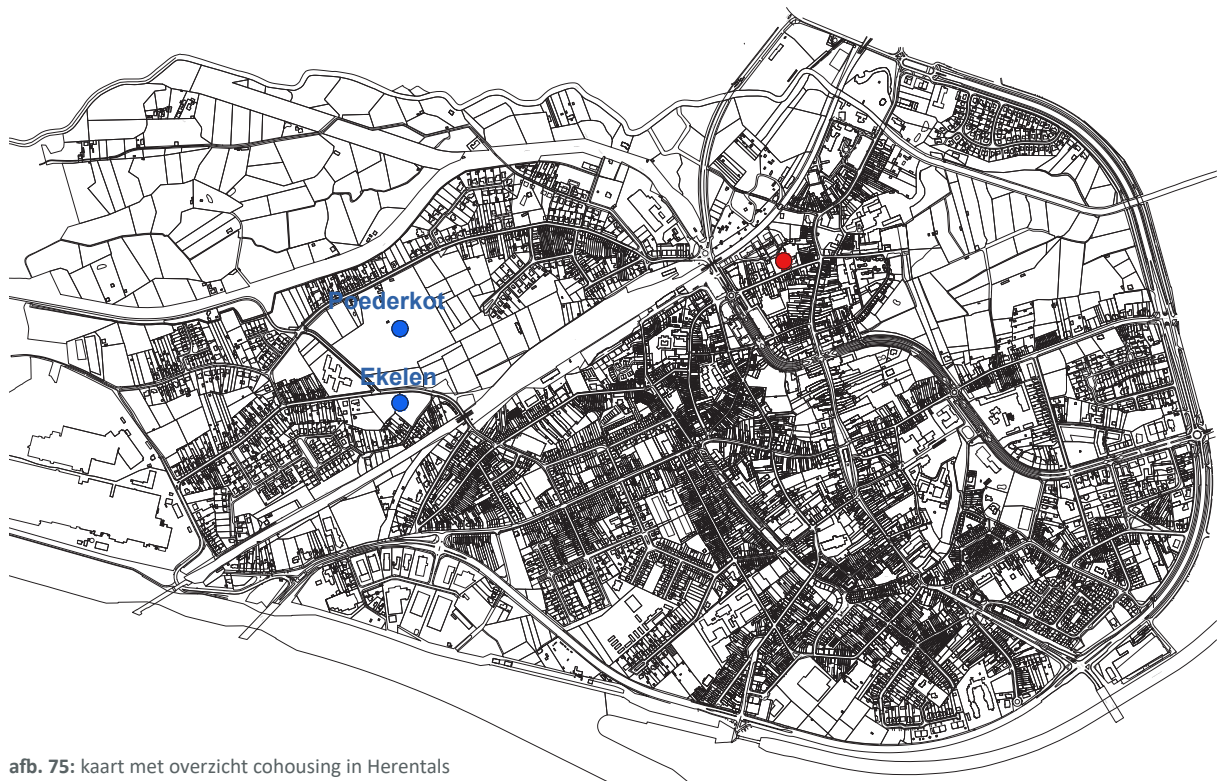 Poederkot
Ekelen
afb. 75: kaart met overzicht cohousing in Herentals